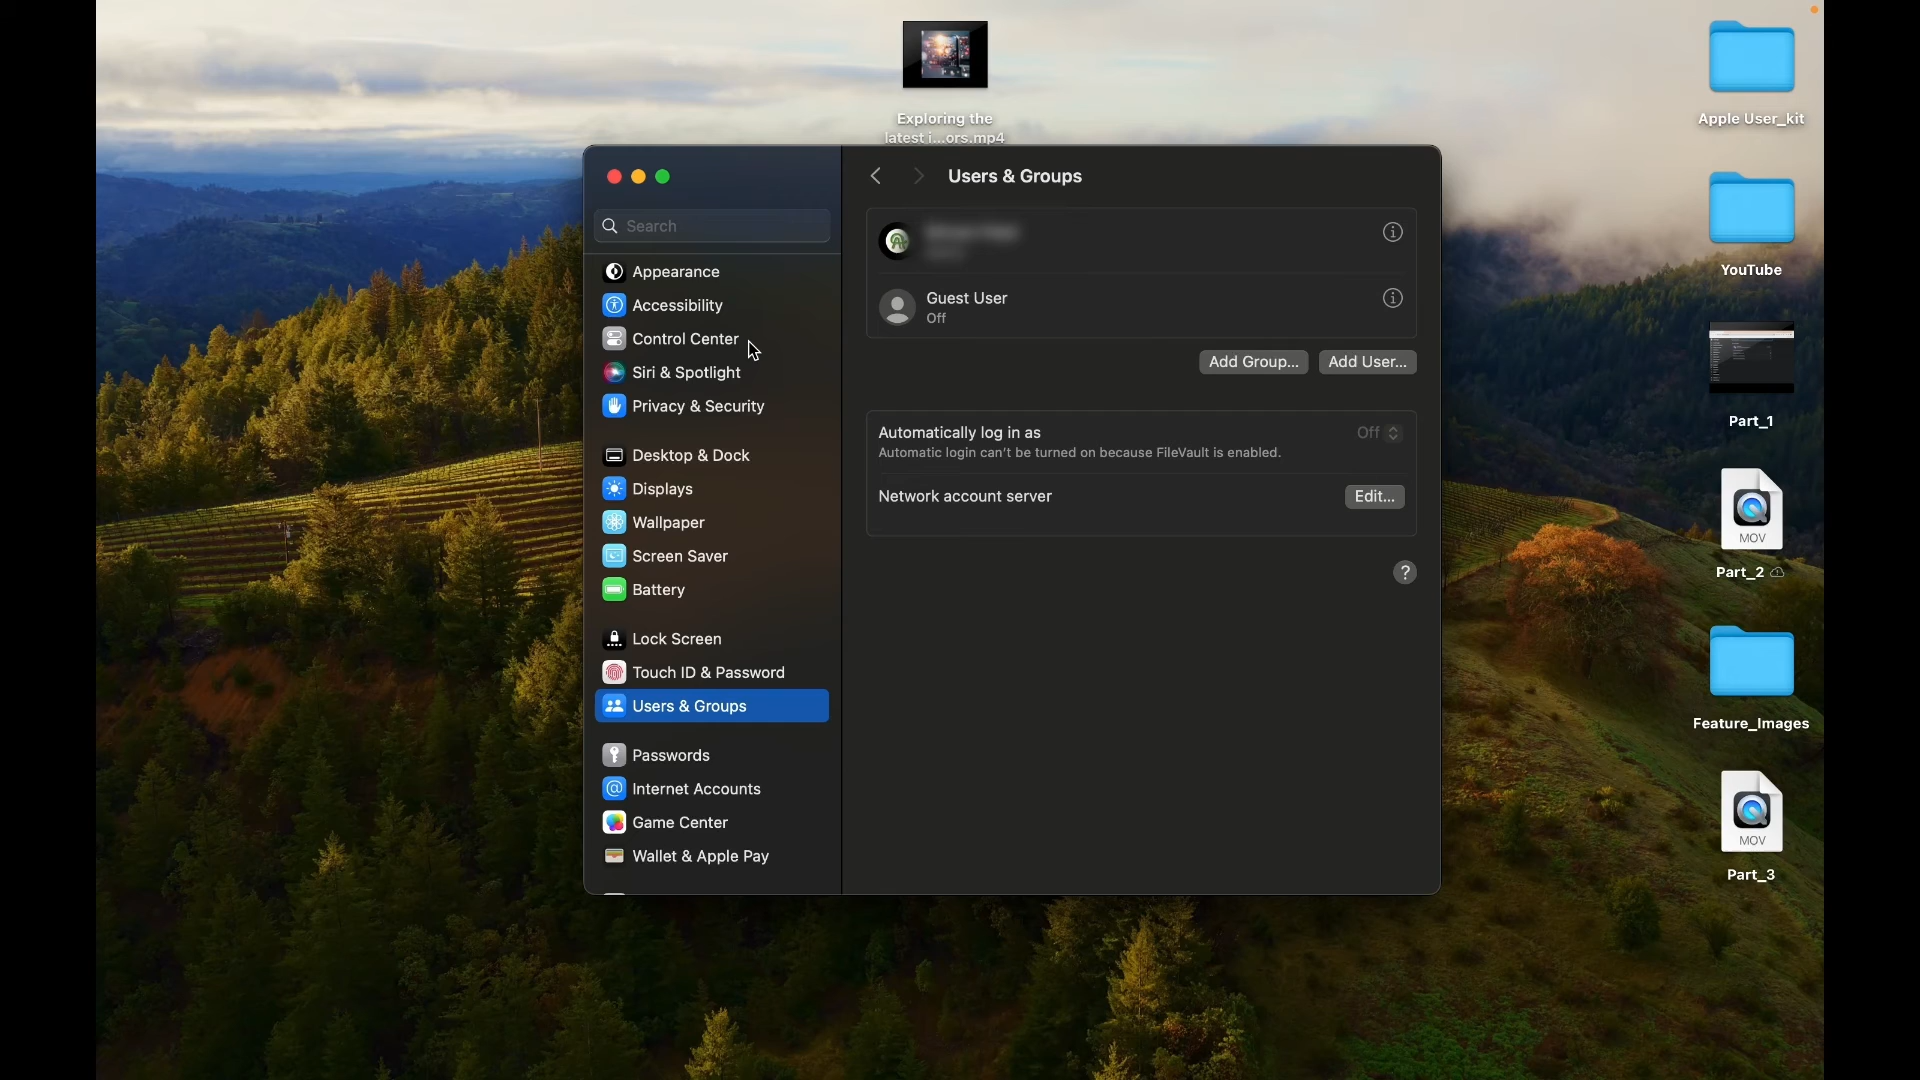 Exploring the
latest i...ors.mp4
Apple User_kit
YouTube
Part_1
MOV
Part_2
Feature_Images
MOV
Part_3
Search
Appearance
Accessibility
Control Center
Siri & Spotlight
Privacy & Security
Desktop & Dock
Displays
Wallpaper
Screen Saver
Battery
Lock Screen
Touch ID & Password
Users & Groups
Passwords
Internet Accounts
Game Center
Wallet & Apple Pay
Users & Groups
Guest User
Off
Add Group...
Add User...
Automatically log in as
Off
Automatic login can't be turned on because FileVault is enabled.
Network account server
Edit...
?